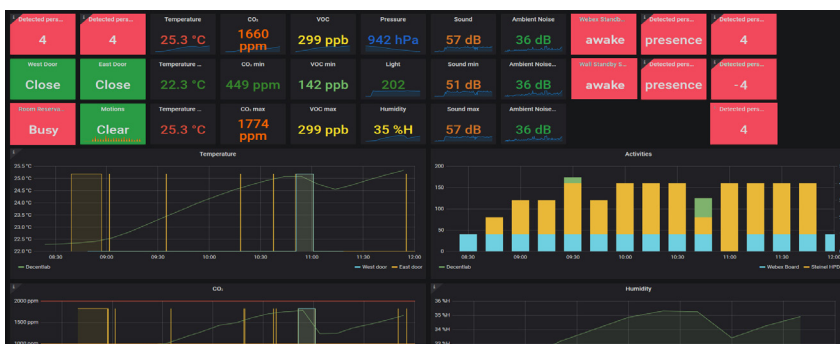 Detected pers... Detected pers... Temperature CO₂ VOC Pressure Sound Ambient Noise Webex Standb... Detected pers... Detected pers...
4 4 25.3 °C 1660 ppm 299 ppb 942 hPa 57 dB 36 dB awake presence 4
West Door East Door Temperature ... CO₂ min VOC min Light Sound min Ambient Noise... Wall Standby S... Detected pers... Detected pers...
Close Close 22.3 °C 449 ppm 142 ppb 202 51 dB 36 dB awake presence -4
Room Reserva... Motions Temperature ... CO₂ max VOC max Humidity Sound max Ambient Noise... Detected pers...
Busy Clear 25.3 °C 1774 ppm 299 ppb 35 %H 57 dB 36 dB 4
Temperature
25.5 °C
25.0 °C
24.5 °C
24.0 °C
23.5 °C
23.0 °C
22.5 °C
22.0 °C
08:30 09:00 09:30 10:00 10:30 11:00 11:30 12:00
Decentlab West door East door
Activities
200
150
100
50
0
08:30 09:00 09:30 10:00 10:30 11:00 11:30 12:00
Decentlab Webex Board Steinel HPD
CO₂
2000 ppm
1500 ppm
1000 ppm
Humidity
36 %H
35 %H
34 %H
33 %H